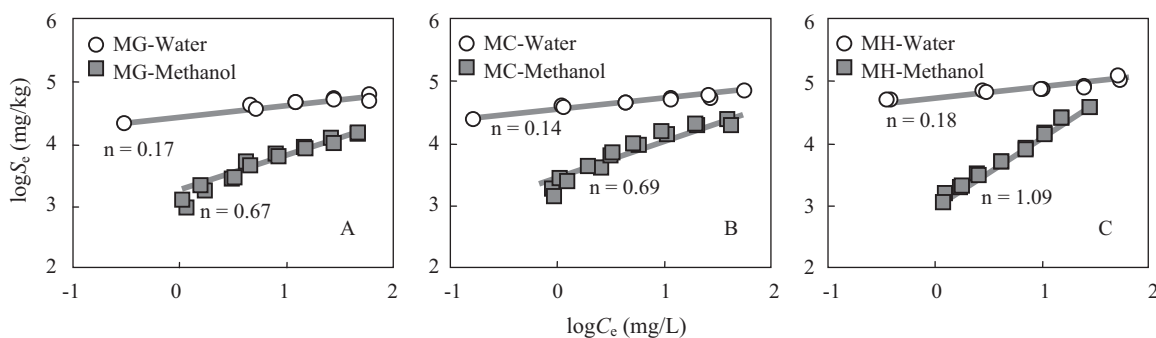 MG-Water
MG-Methanol
n = 0.17
n = 0.67
A
MC-Water
MC-Methanol
n = 0.14
n = 0.69
B
MH-Water
MH-Methanol
n = 0.18
n = 1.09
C
logSe (mg/kg)
6
5
4
3
2
6
5
4
3
2
6
5
4
3
2
-1 0 1 2
-1 0 1 2
-1 0 1 2
logCe (mg/L)